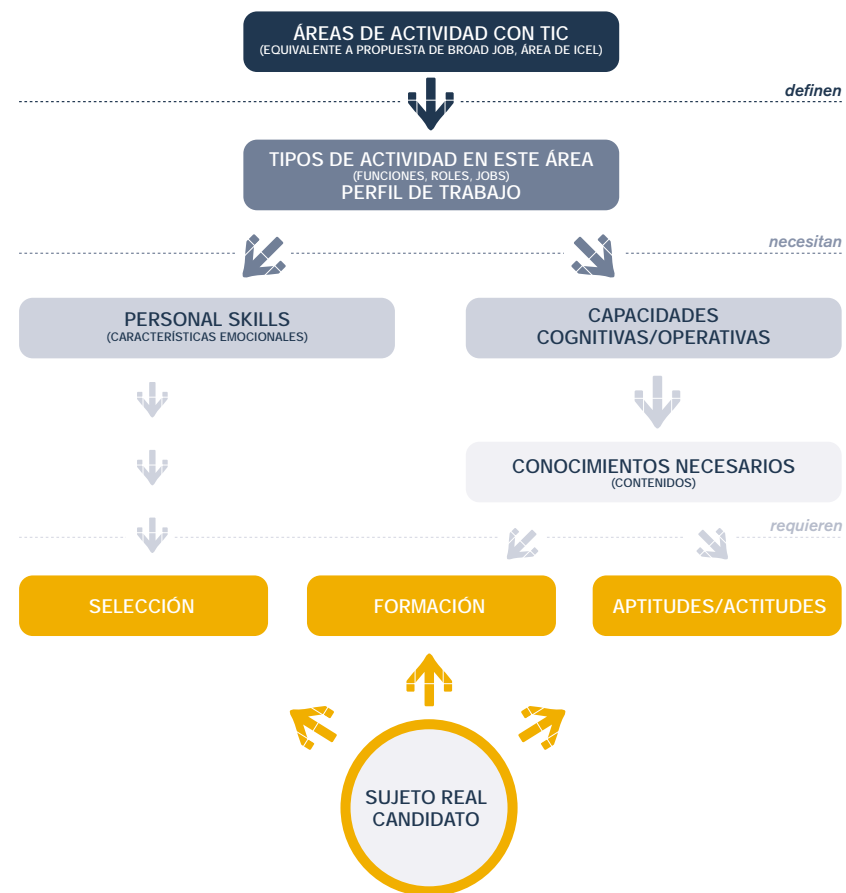 ÁREAS DE ACTIVIDAD CON TIC
(EQUIVALENTE A PROPUESTA DE BROAD JOB, ÁREA DE ICEL)
definen
TIPOS DE ACTIVIDAD EN ESTE ÁREA
(FUNCIONES, ROLES, JOBS)
PERFIL DE TRABAJO
necesitan
PERSONAL SKILLS
(CARACTERÍSTICAS EMOCIONALES)
CAPACIDADES
COGNITIVAS/OPERATIVAS
CONOCIMIENTOS NECESARIOS
(CONTENIDOS)
requieren
SELECCIÓN
FORMACIÓN
APTITUDES/ACTITUDES
SUJETO REAL
CANDIDATO